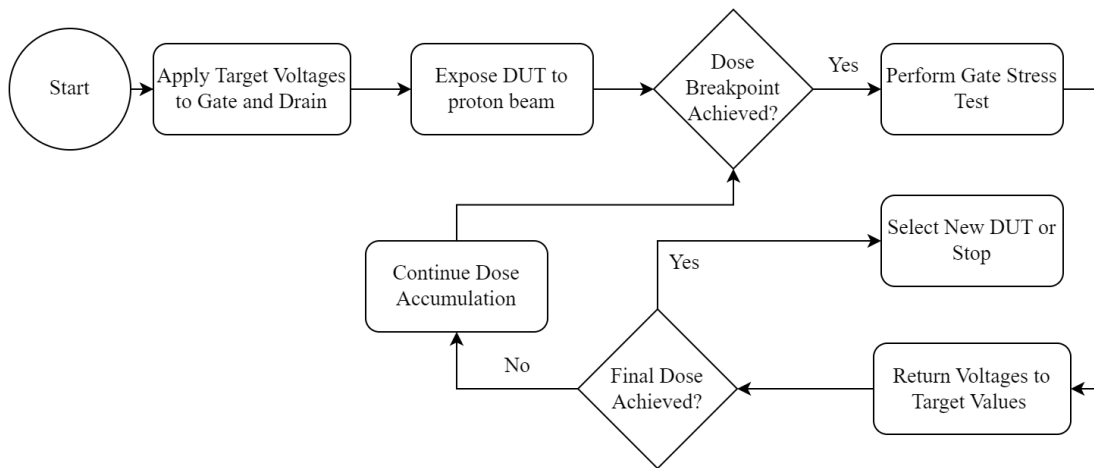 Start
Apply Target Voltages
to Gate and Drain
Expose DUT to
proton beam
Dose
Breakpoint
Achieved?
Yes
Perform Gate Stress
Test
Select New DUT or
Stop
Yes
Continue Dose
Accumulation
No
Final Dose
Achieved?
Return Voltages to
Target Values